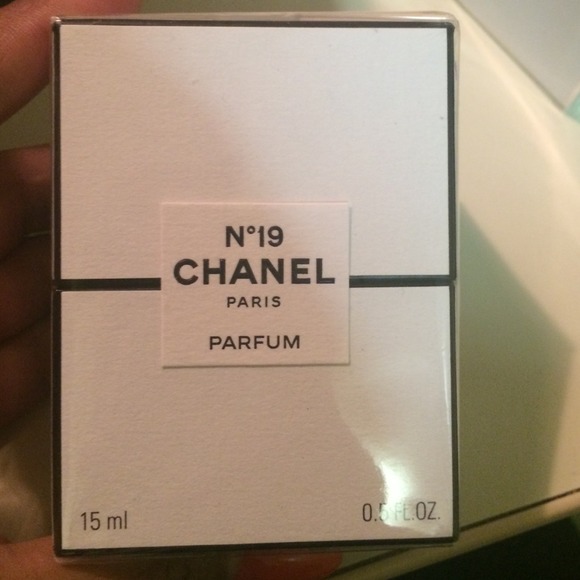 N°19
CHANEL
PARIS
PARFUM
15 ml
0.5 FL.OZ.